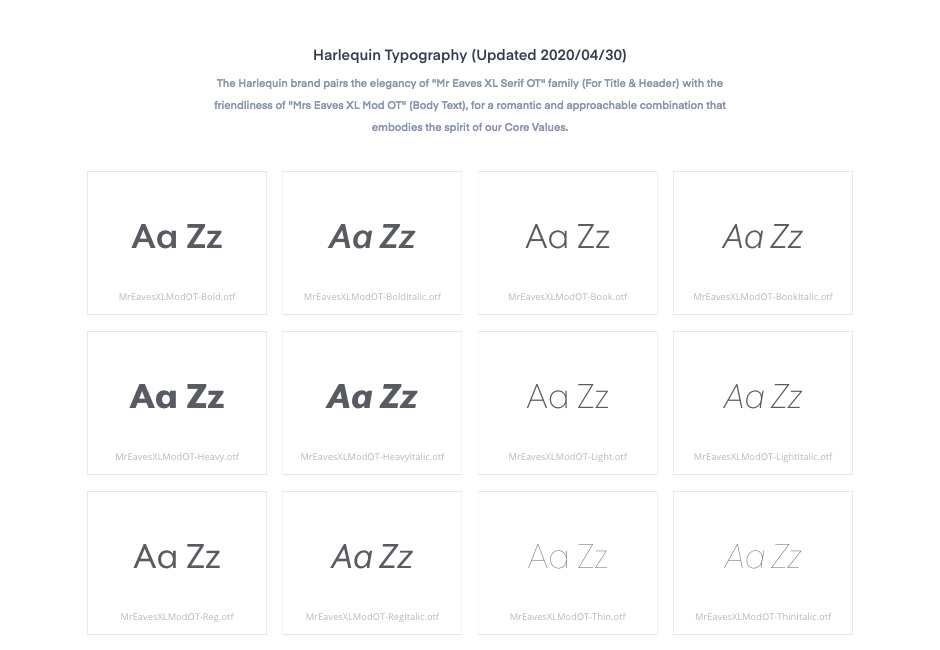 Harlequin Typography (Updated 2020/04/30)
The Harlequin brand pairs the elegancy of "Mr Eaves XL Serif OT" family (For Title & Header) with the
friendliness of "Mrs Eaves XL Mod OT" (Body Text), for a romantic and approachable combination that
embodies the spirit of our Core Values.
Aa Zz
MrEavesXLModOT-Bold.otf
Aa Zz
MrEavesXLModOT-BoldItalic.otf
Aa Zz
MrEavesXLModOT-Book.otf
Aa Zz
MrEavesXLModOT-BookItalic.otf
Aa Zz
MrEavesXLModOT-Heavy.otf
Aa Zz
MrEavesXLModOT-HeavyItalic.otf
Aa Zz
MrEavesXLModOT-Light.otf
Aa Zz
MrEavesXLModOT-LightItalic.otf
Aa Zz
MrEavesXLModOT-Reg.otf
Aa Zz
MrEavesXLModOT-RegItalic.otf
Aa Zz
MrEavesXLModOT-Thin.otf
Aa Zz
MrEavesXLModOT-ThinItalic.otf